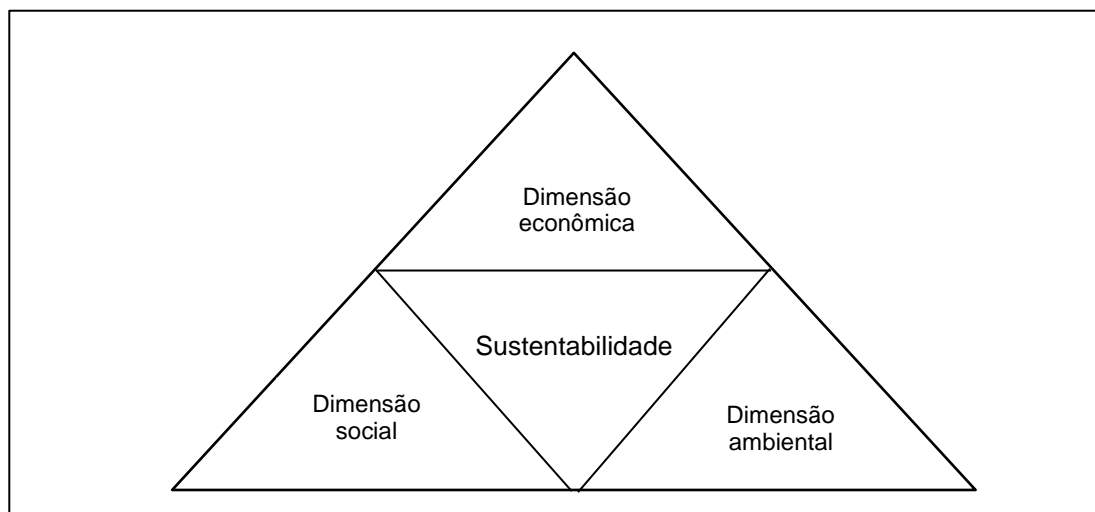 Dimensão
econômica
Sustentabilidade
Dimensão
social
Dimensão
ambiental